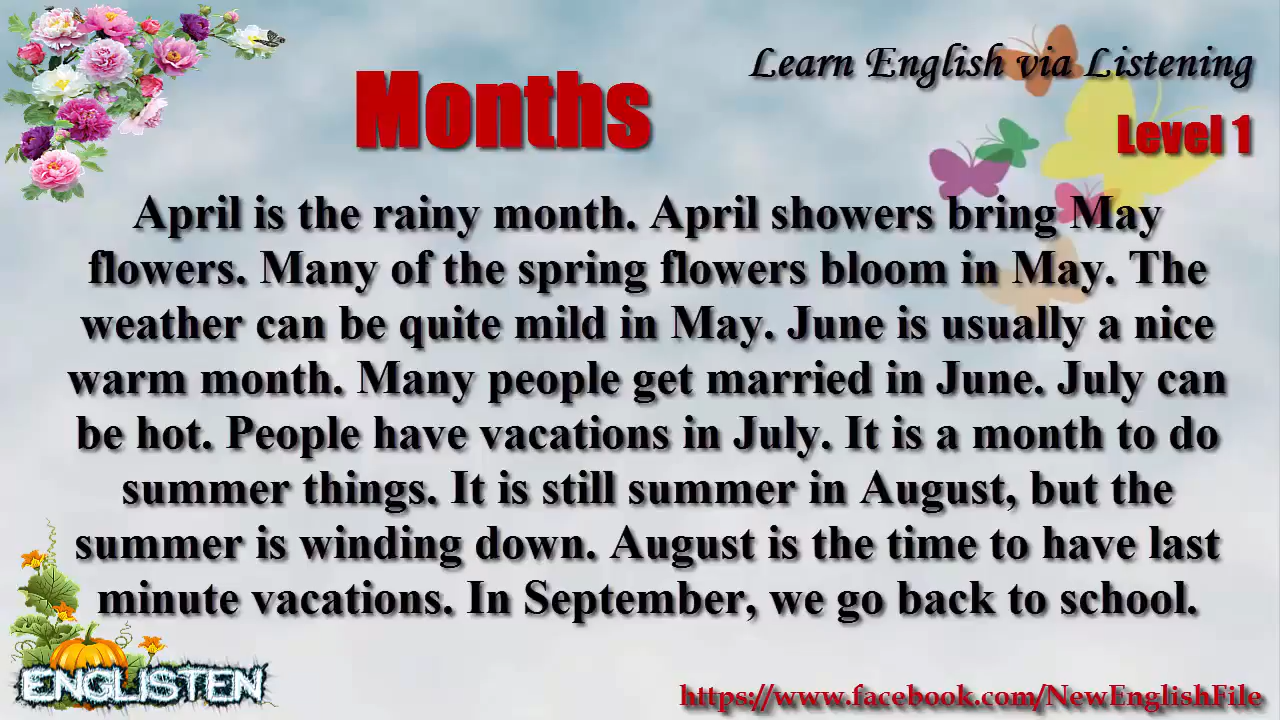 Learn English via Listening
Months
Level 1
April is the rainy month. April showers bring May
flowers. Many of the spring flowers bloom in May. The
weather can be quite mild in May. June is usually a nice
warm month. Many people get married in June. July can
be hot. People have vacations in July. It is a month to do
summer things. It is still summer in August, but the
summer is winding down. August is the time to have last
minute vacations. In September, we go back to school.
ENGLISTEN
https://www.facebook.com/NewEnglishFile